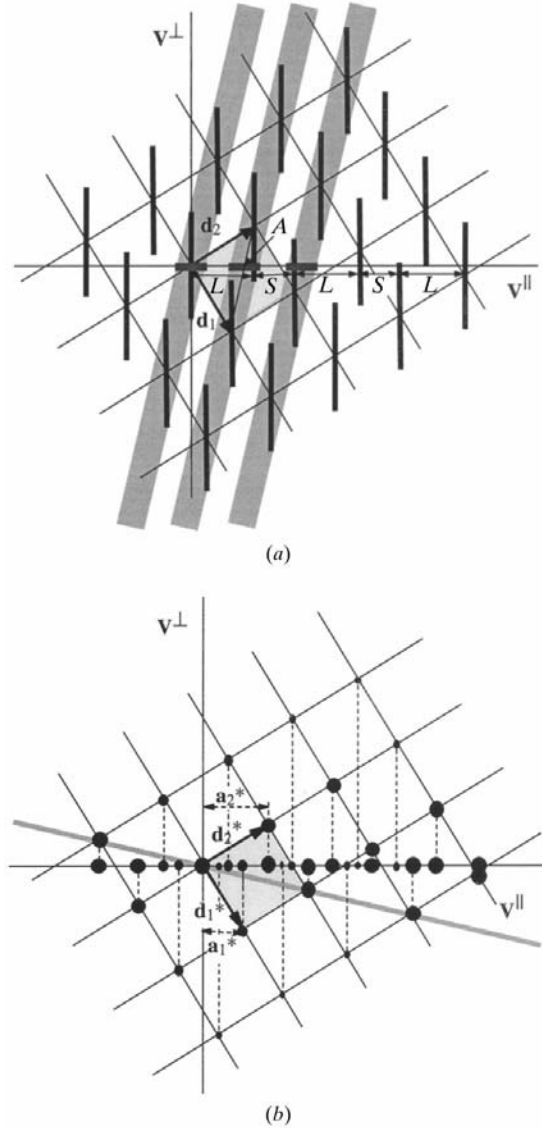 V⊥
d₂
A
L S L S L
V∥
d₁
(a)
V⊥
a₂*
d₂*
d₁*
V∥
a₁*
(b)